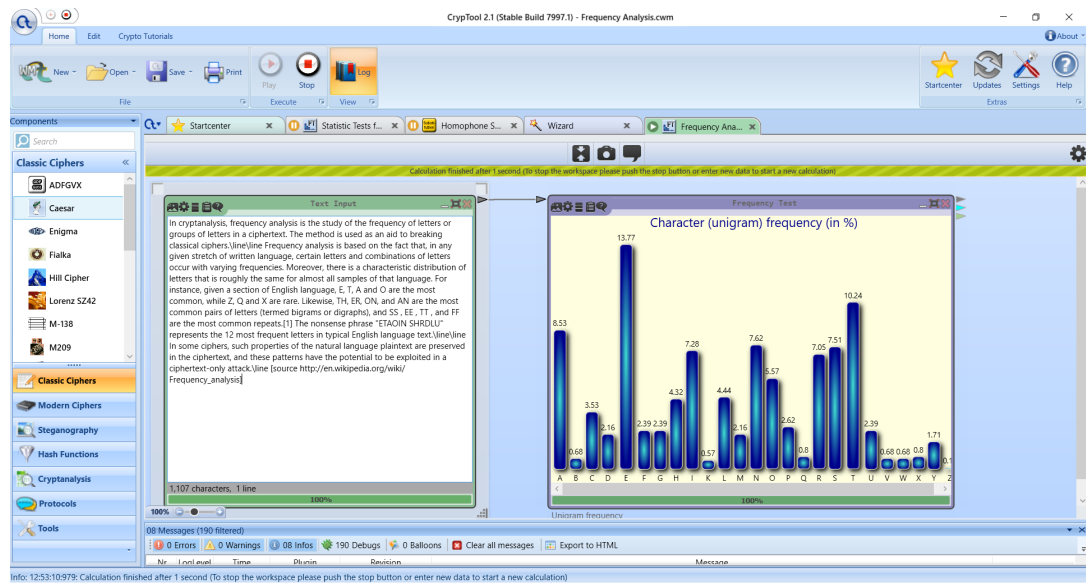 CrypTool 2.1 (Stable Build 7997.1) - Frequency Analysis.cwm
Home Edit Crypto Tutorials
About
New Open Save Print Play Stop Log Startcenter Updates Settings Help
File Execute View Extras
Components
Startcenter Statistic Tests f... Homophone S... Wizard Frequency Ana...
Search
Classic Ciphers
Calculation finished after 1 second (To stop the workspace please push the stop button or enter new data to start a new calculation)
ADFGVX
Caesar
Enigma
Fialka
Hill Cipher
Lorenz SZ42
M-138
M209
Classic Ciphers
Modern Ciphers
Steganography
Hash Functions
Cryptanalysis
Protocols
Tools
Text Input
In cryptanalysis, frequency analysis is the study of the frequency of letters or
groups of letters in a ciphertext. The method is used as an aid to breaking
classical ciphers.\line\line Frequency analysis is based on the fact that, in any
given stretch of written language, certain letters and combinations of letters
occur with varying frequencies. Moreover, there is a characteristic distribution of
letters that is roughly the same for almost all samples of that language. For
instance, given a section of English language, E, T, A and O are the most
common, while Z, Q and X are rare. Likewise, TH, ER, ON, and AN are the most
common pairs of letters (termed bigrams or digraphs), and SS , EE , TT , and FF
are the most common repeats.[1] The nonsense phrase "ETAOIN SHRDLU"
represents the 12 most frequent letters in typical English language text.\line\line
In some ciphers, such properties of the natural language plaintext are preserved
in the ciphertext, and these patterns have the potential to be exploited in a
ciphertext-only attack.\line [source http://en.wikipedia.org/wiki/
Frequency_analysis]
1,107 characters, 1 line
100%
100%
Frequency Test
Character (unigram) frequency (in %)
8.53 0.68 3.53 2.16 13.77 2.39 2.39 4.32 7.28 0.57 4.44 2.16 7.62 5.57 2.62 0.8 7.05 7.51 10.24 2.39 0.68 0.68 0.8 1.71 0.1
A B C D E F G H I K L M N O P Q R S T U V W X Y Z
100%
Unigram frequency
08 Messages (190 filtered)
0 Errors 0 Warnings 08 Infos 190 Debugs 0 Balloons Clear all messages Export to HTML
Nr LogLevel Time Plugin Revision Message
Info: 12:53:10:979: Calculation finished after 1 second (To stop the workspace please push the stop button or enter new data to start a new calculation)